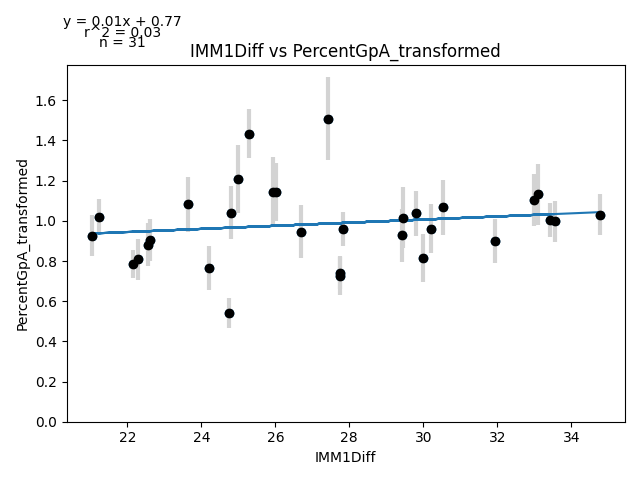 y = 0.01x + 0.77
r^2 = 0.03
n = 31
IMM1Diff vs PercentGpA_transformed
PercentGpA_transformed
1.6
1.4
1.2
1.0
0.8
0.6
0.4
0.2
0.0
22 24 26 28 30 32 34
IMM1Diff